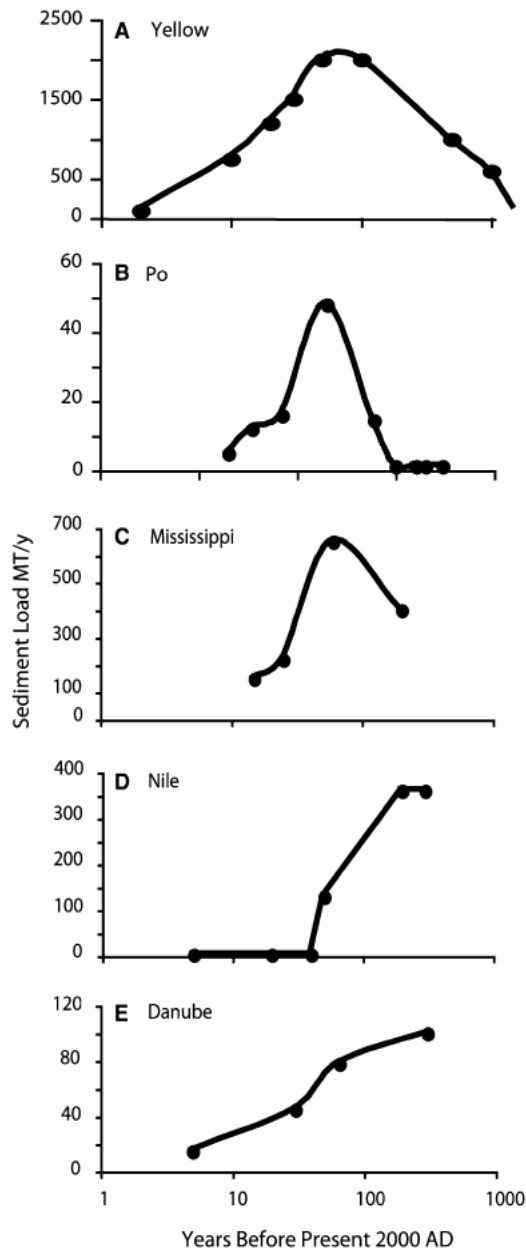 A Yellow
2500
1500
500
0
B Po
60
40
20
0
C Mississippi
700
500
300
100
0
Sediment Load MT/y
D Nile
400
300
200
100
0
E Danube
120
80
40
0
1 10 100 1000
Years Before Present 2000 AD